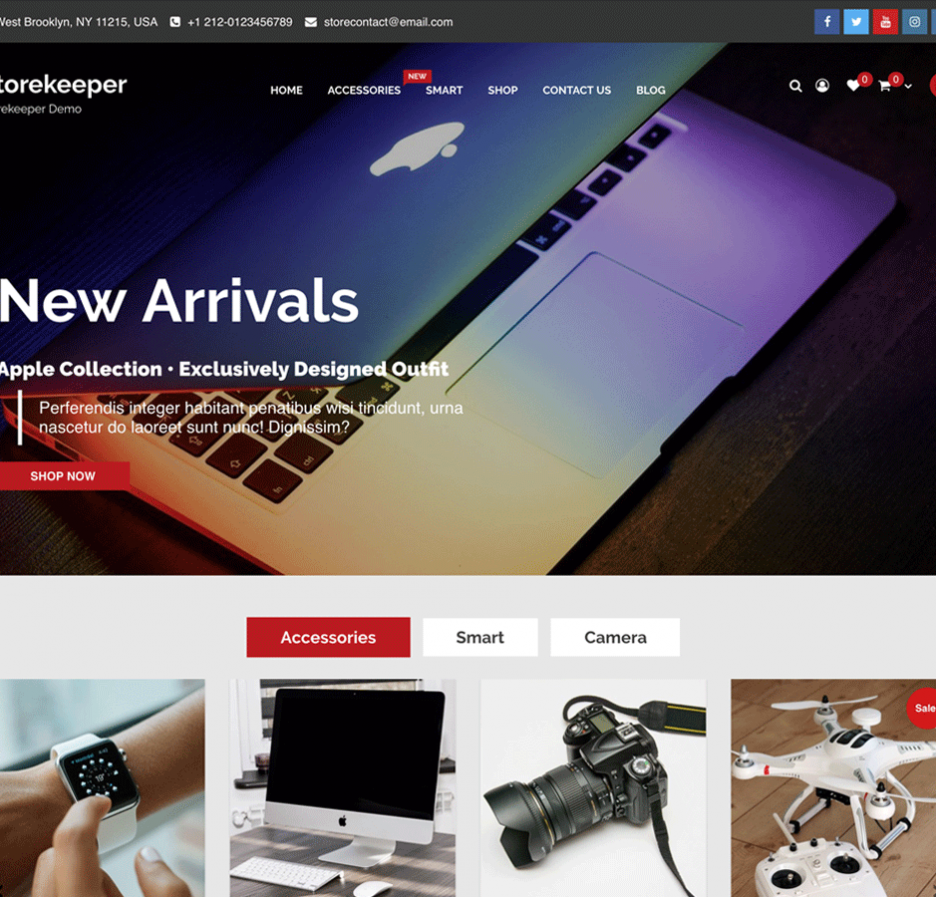 West Brooklyn, NY 11215, USA +1 212-0123456789 storecontact@email.com
torekeeper
rekeeper Demo
NEW
HOME ACCESSORIES SMART SHOP CONTACT US BLOG
0 0
New Arrivals
Apple Collection • Exclusively Designed Outfit
Perferendis integer habitant penatibus wisi tincidunt, urna
nascetur do laoreet sunt nunc! Dignissim?
SHOP NOW
Accessories Smart Camera
Sale